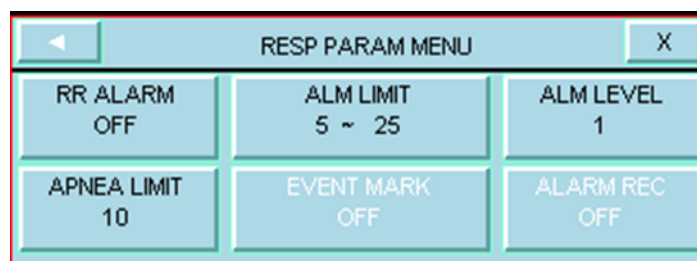 RESP PARAM MENU X
RR ALARM ALM LIMIT ALM LEVEL
OFF 5 ~ 25 1
APNEA LIMIT EVENT MARK ALARM REC
10 OFF OFF